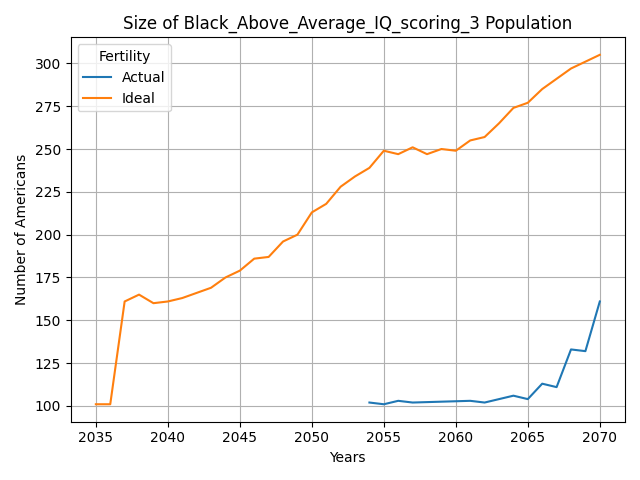 Size of Black_Above_Average_IQ_scoring_3 Population
Fertility
Actual
Ideal
Number of Americans
300
275
250
225
200
175
150
125
100
2035 2040 2045 2050 2055 2060 2065 2070
Years